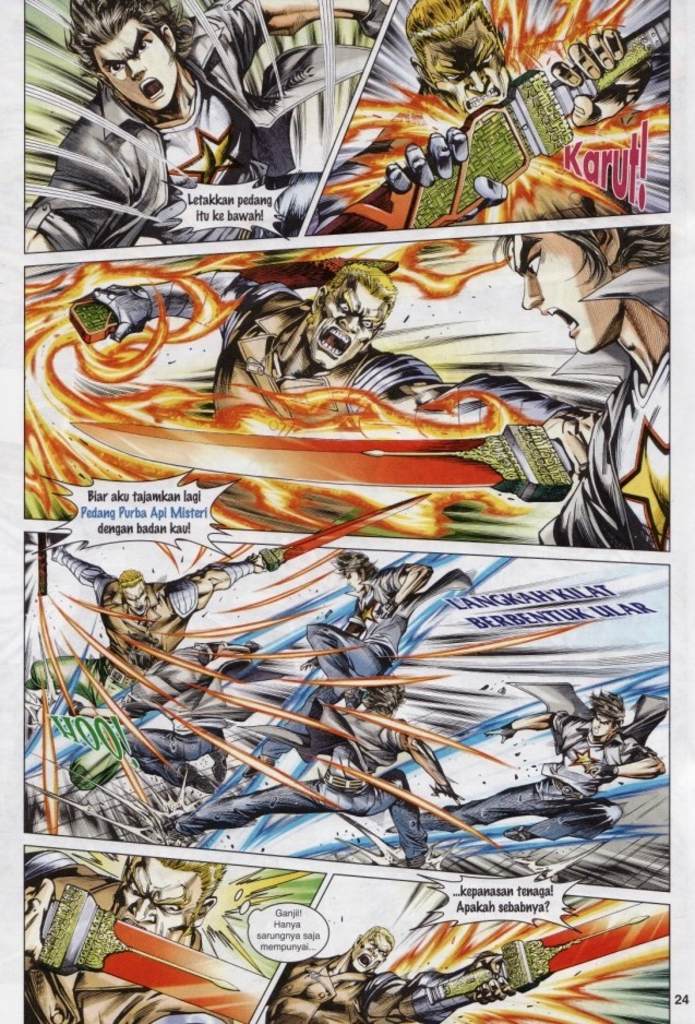 Letakkan pedang
itu ke bawah!
Karut!
Biar aku tajamkan lagi
Pedang Purba Api Misteri
dengan badan kau!
LANGKAH KILAT
BERBENTUK ULAR
Ganjil!
Hanya
sarungnya saja
mempunyai...
...kepanasan tenaga!
Apakah sebabnya?
24